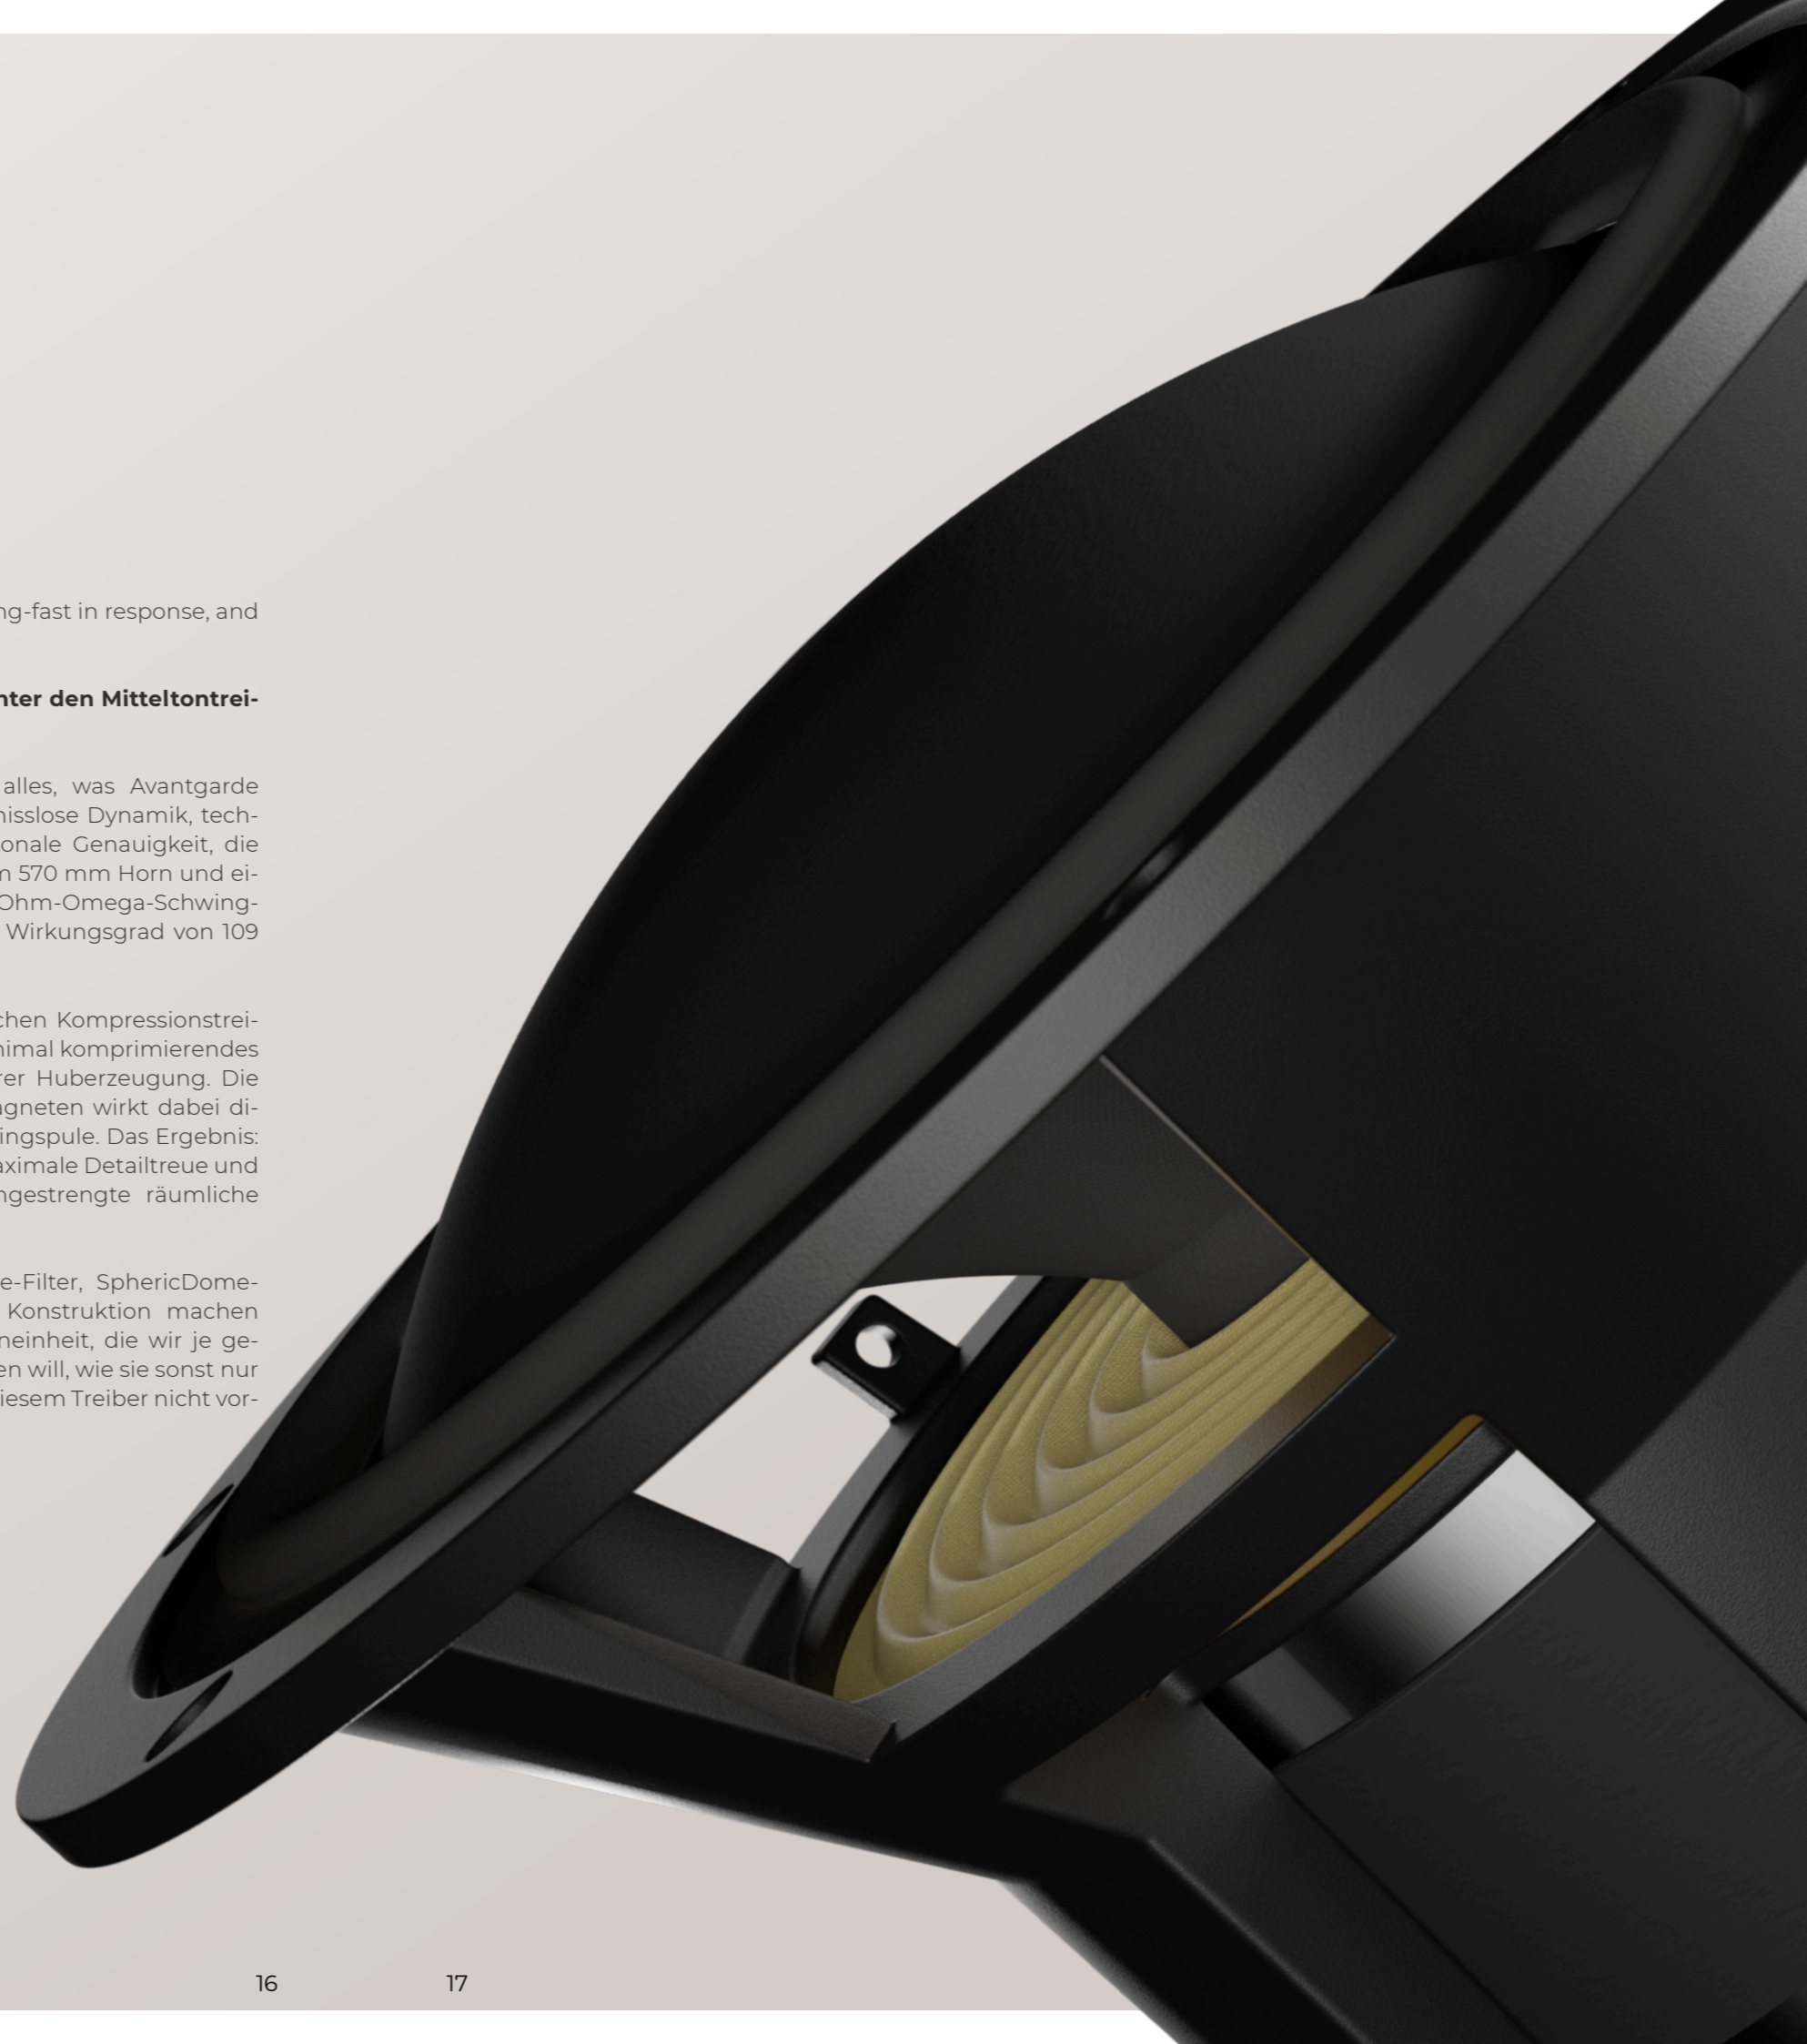 ng-fast in response, and
nter den Mitteltontrei-
alles, was Avantgarde
nisslose Dynamik, tech-
onale Genauigkeit, die
n 570 mm Horn und ei-
Ohm-Omega-Schwing-
Wirkungsgrad von 109
chen Kompressionstrei-
nimal komprimierendes
rer Huberzeugung. Die
agneten wirkt dabei di-
ingspule. Das Ergebnis:
aximale Detailtreue und
ngestrengte räumliche
e-Filter, SphericDome-
Konstruktion machen
neinheit, die wir je ge-
en will, wie sie sonst nur
iesem Treiber nicht vor-
16 17